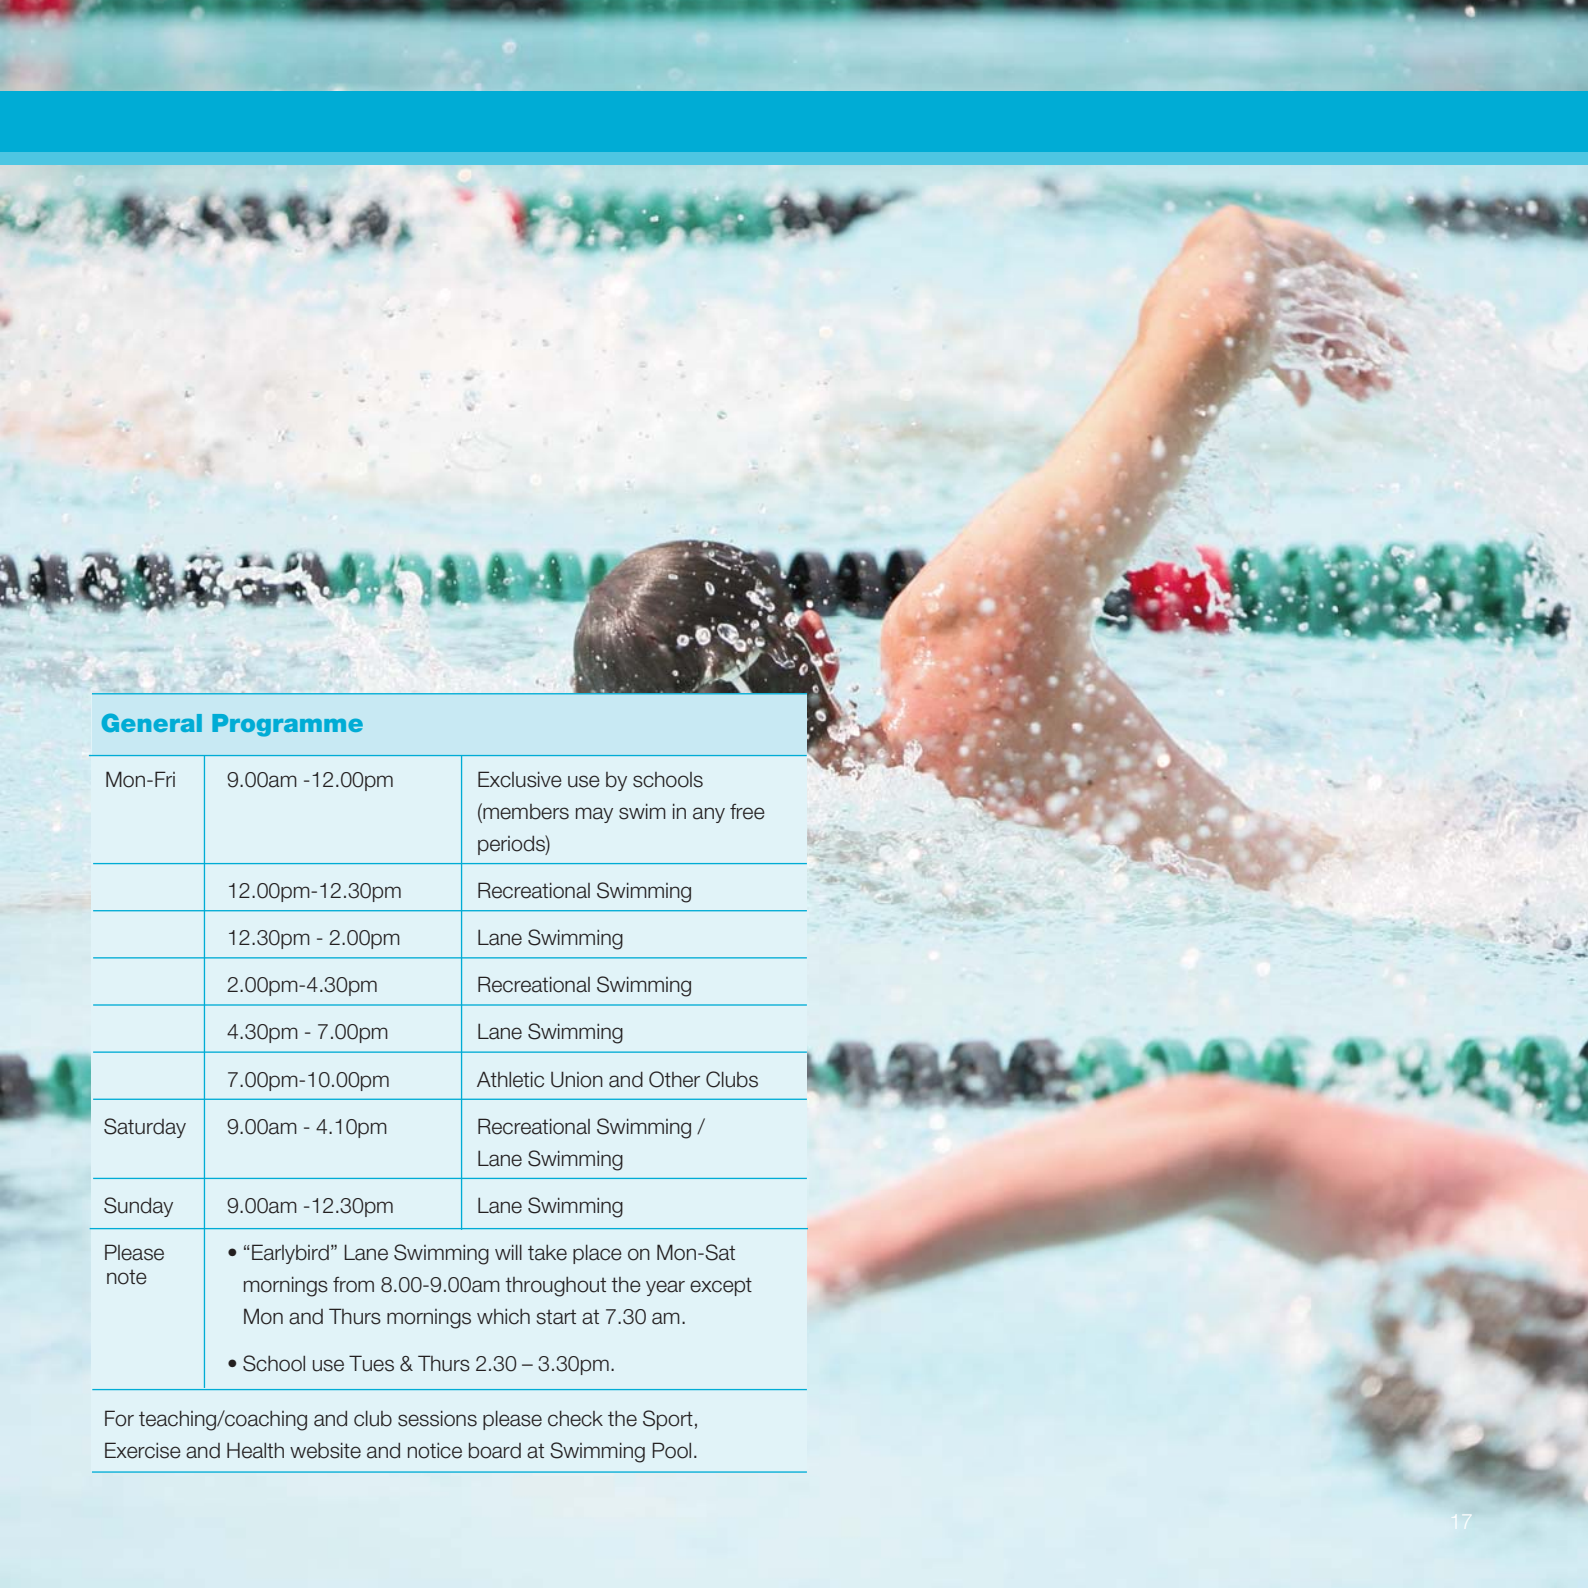 General Programme
Mon-Fri 9.00am -12.00pm Exclusive use by schools
(members may swim in any free
periods)
12.00pm-12.30pm Recreational Swimming
12.30pm - 2.00pm Lane Swimming
2.00pm-4.30pm Recreational Swimming
4.30pm - 7.00pm Lane Swimming
7.00pm-10.00pm Athletic Union and Other Clubs
Saturday 9.00am - 4.10pm Recreational Swimming /
Lane Swimming
Sunday 9.00am -12.30pm Lane Swimming
Please • “Earlybird” Lane Swimming will take place on Mon-Sat
note mornings from 8.00-9.00am throughout the year except
Mon and Thurs mornings which start at 7.30 am.
• School use Tues & Thurs 2.30 – 3.30pm.
For teaching/coaching and club sessions please check the Sport,
Exercise and Health website and notice board at Swimming Pool.
17